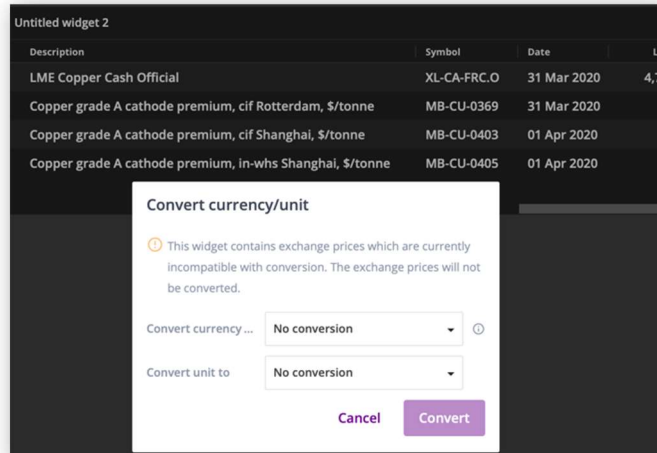 Untitled widget 2
Description Symbol Date L
LME Copper Cash Official XL-CA-FRC.O 31 Mar 2020 4,7
Copper grade A cathode premium, cif Rotterdam, $/tonne MB-CU-0369 31 Mar 2020
Copper grade A cathode premium, cif Shanghai, $/tonne MB-CU-0403 01 Apr 2020
Copper grade A cathode premium, in-whs Shanghai, $/tonne MB-CU-0405 01 Apr 2020
Convert currency/unit
This widget contains exchange prices which are currently
incompatible with conversion. The exchange prices will not
be converted.
Convert currency ... No conversion
Convert unit to No conversion
Cancel Convert